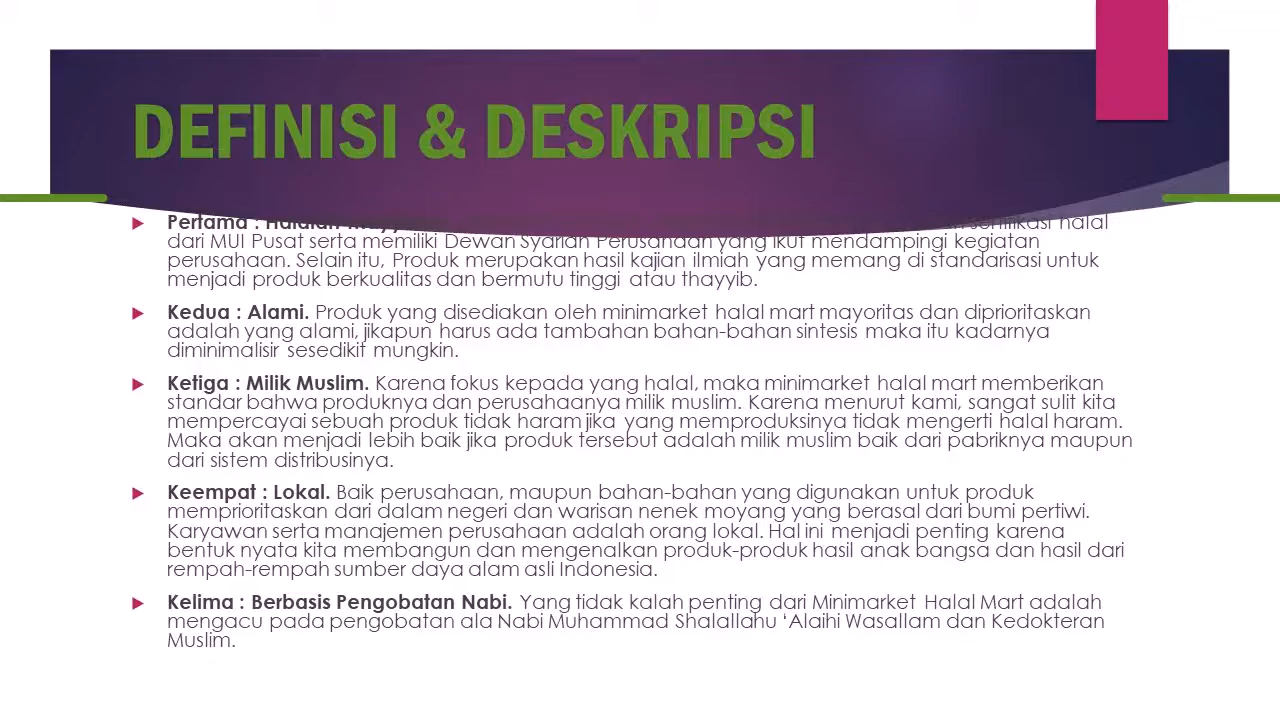 DEFINISI & DESKRIPSI
Pertama : sertifikasi halal
dari MUI Pusat serta memiliki Dewan Syariah Perusahaan yang ikut mendampingi kegiatan
perusahaan. Selain itu, Produk merupakan hasil kajian ilmiah yang memang di standarisasi untuk
menjadi produk berkualitas dan bermutu tinggi atau thayyib.
Kedua : Alami. Produk yang disediakan oleh minimarket halal mart mayoritas dan diprioritaskan
adalah yang alami, jikapun harus ada tambahan bahan-bahan sintesis maka itu kadarnya
diminimalisir sesedikit mungkin.
Ketiga : Milik Muslim. Karena fokus kepada yang halal, maka minimarket halal mart memberikan
standar bahwa produknya dan perusahaanya milik muslim. Karena menurut kami, sangat sulit kita
mempercayai sebuah produk tidak haram jika yang memproduksinya tidak mengerti halal haram.
Maka akan menjadi lebih baik jika produk tersebut adalah milik muslim baik dari pabriknya maupun
dari sistem distribusinya.
Keempat : Lokal. Baik perusahaan, maupun bahan-bahan yang digunakan untuk produk
memprioritaskan dari dalam negeri dan warisan nenek moyang yang berasal dari bumi pertiwi.
Karyawan serta manajemen perusahaan adalah orang lokal. Hal ini menjadi penting karena
bentuk nyata kita membangun dan mengenalkan produk-produk hasil anak bangsa dan hasil dari
rempah-rempah sumber daya alam asli Indonesia.
Kelima : Berbasis Pengobatan Nabi. Yang tidak kalah penting dari Minimarket Halal Mart adalah
mengacu pada pengobatan ala Nabi Muhammad Shalallahu ‘Alaihi Wasallam dan Kedokteran
Muslim.